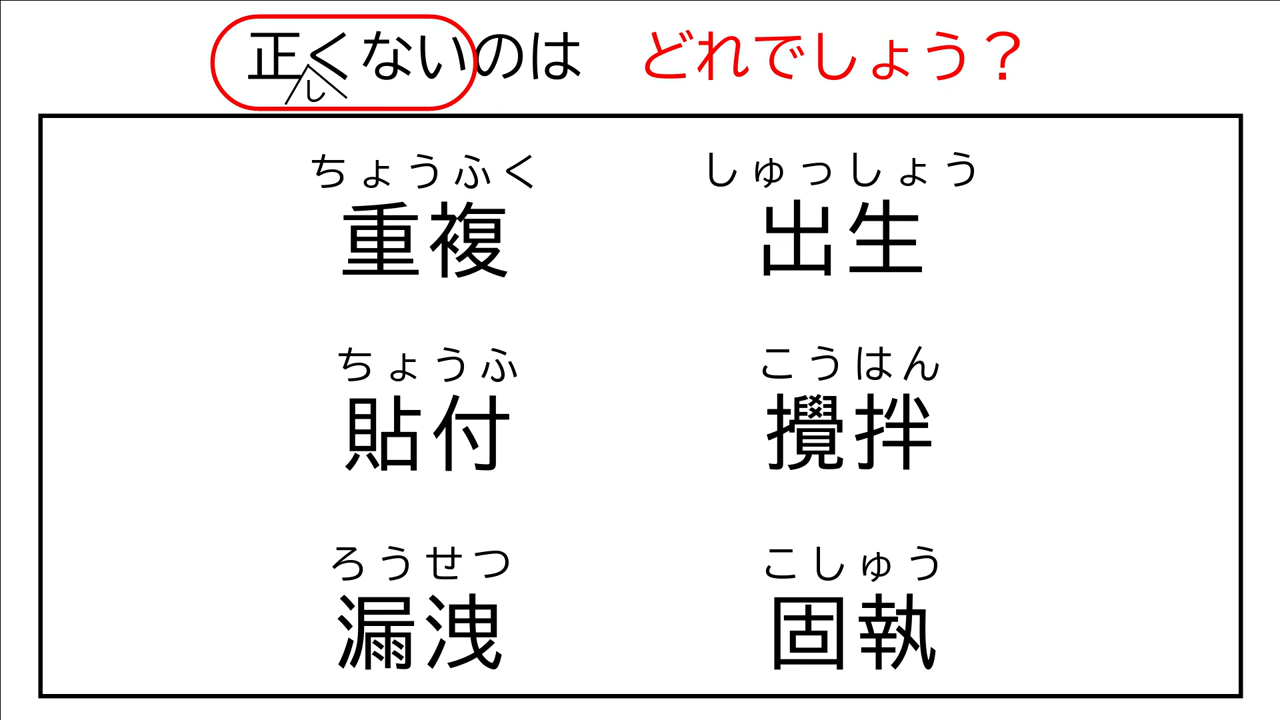 正くないのは どれでしょう？
し
ちょうふく しゅっしょう
重複 出生
ちょうふ こうはん
貼付 攪拌
ろうせつ こしゅう
漏洩 固執